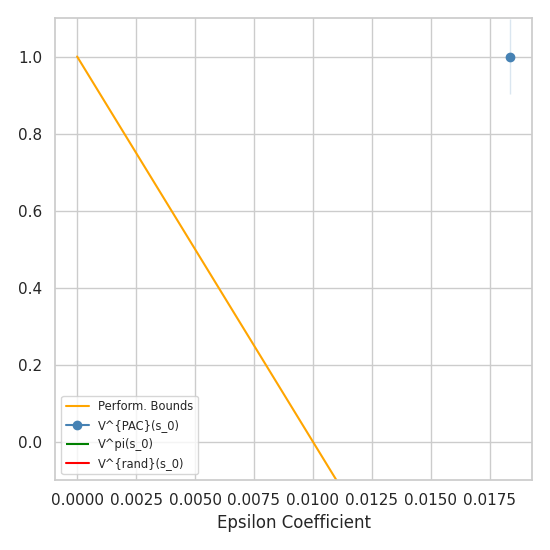 1.0
0.8
0.6
0.4
0.2
0.0
Perform. Bounds
V^{PAC}(s_0)
V^pi(s_0)
V^{rand}(s_0)
0.0000 0.0025 0.0050 0.0075 0.0100 0.0125 0.0150 0.0175
Epsilon Coefficient